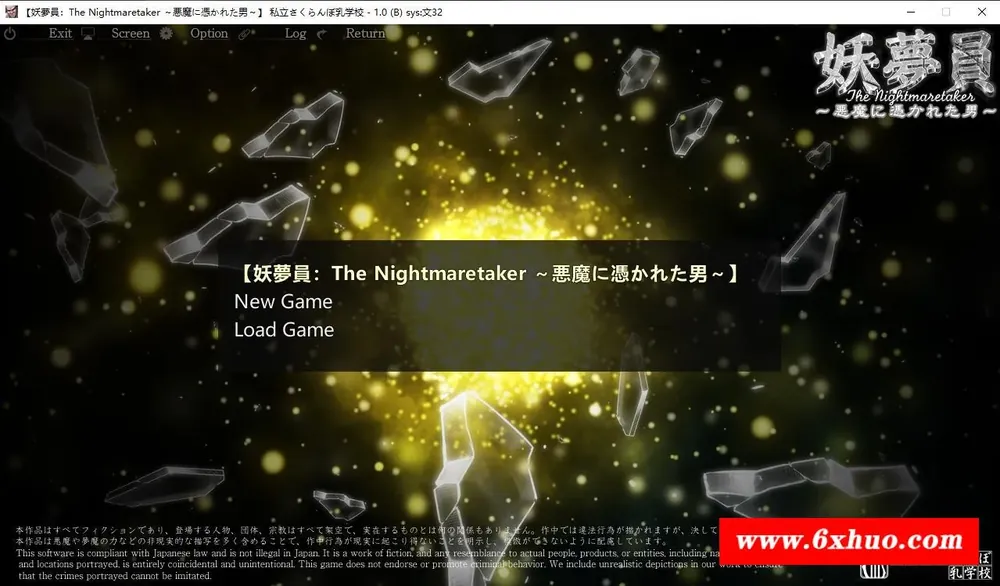 【妖夢員：The Nightmaretaker ～悪魔に憑かれた男～】 私立さくらんぼ乳学校 - 1.0 (B) sys:文32
Exit Screen Option Log Return
妖夢員
The Nightmaretaker
～悪魔に憑かれた男～
【妖夢員：The Nightmaretaker ～悪魔に憑かれた男～】
New Game
Load Game
本作品はすべてフィクションであり、登場する人物、団体、宗教はすべて架空で、実在するものとは何の関係もありません。作中では違法行為が描かれますが、決して
本作品は悪魔や夢魔の力などの非現実的な描写を多く含めることで、作中行為が現実に起こり得ないことを明示し、模倣ができないように配慮しています。
This software is compliant with Japanese law and is not illegal in Japan. It is a work of fiction, and any resemblance to actual people, products, or entities, including
and locations portrayed, is entirely coincidental and unintentional. This game does not endorse or promote criminal behavior. We include unrealistic depictions in our work to ensure
that the crimes portrayed cannot be imitated.
www.6xhuo.com